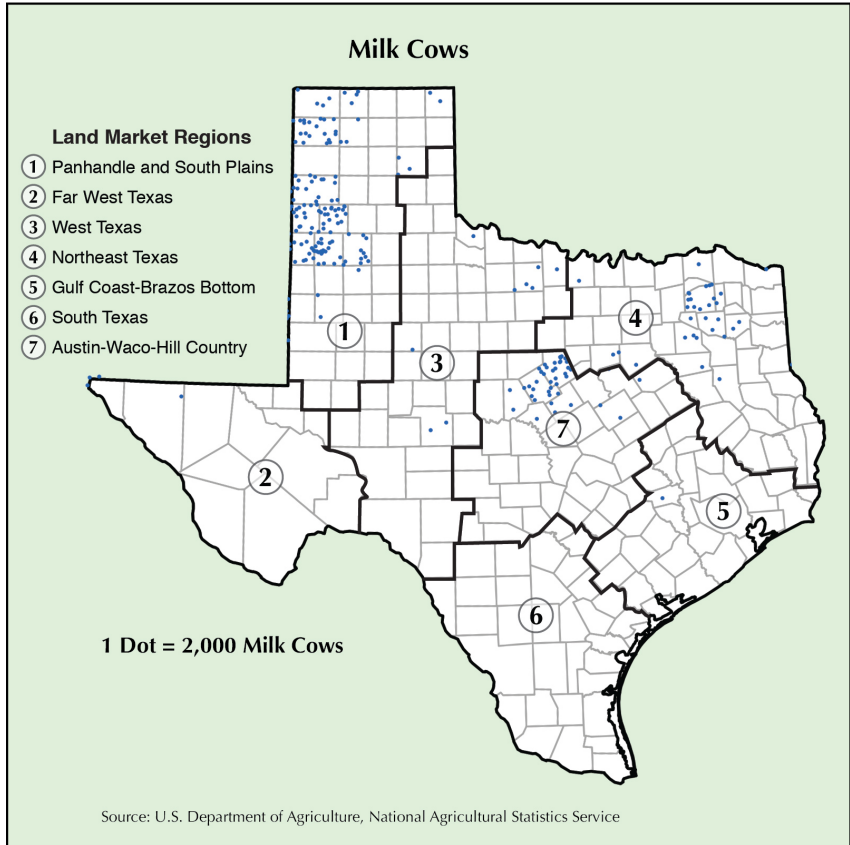 Milk Cows
Land Market Regions
1 Panhandle and South Plains
2 Far West Texas
3 West Texas
4 Northeast Texas
5 Gulf Coast-Brazos Bottom
6 South Texas
7 Austin-Waco-Hill Country
1
2
3
4
5
6
7
1 Dot = 2,000 Milk Cows
Source: U.S. Department of Agriculture, National Agricultural Statistics Service